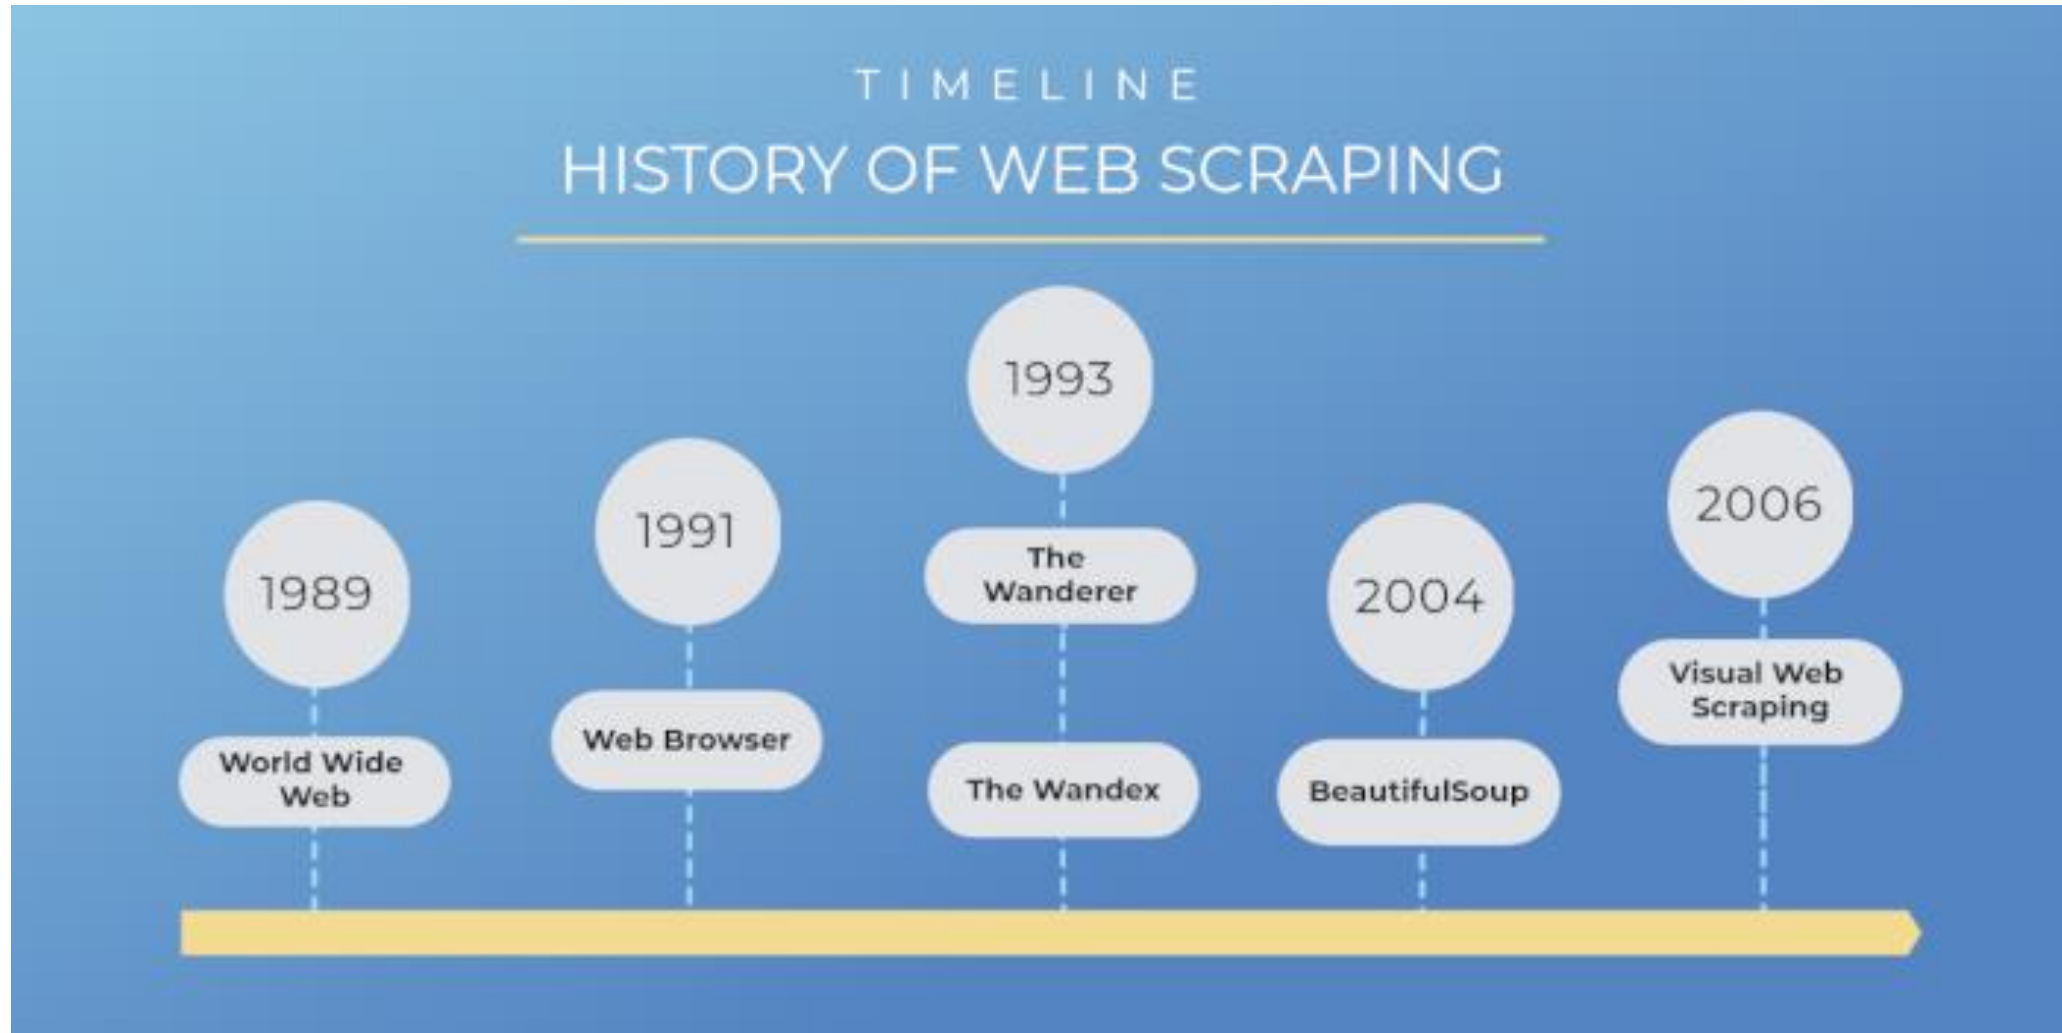 TIMELINE
HISTORY OF WEB SCRAPING
1989
World Wide
Web
1991
Web Browser
1993
The
Wanderer
The Wandex
2004
BeautifulSoup
2006
Visual Web
Scraping